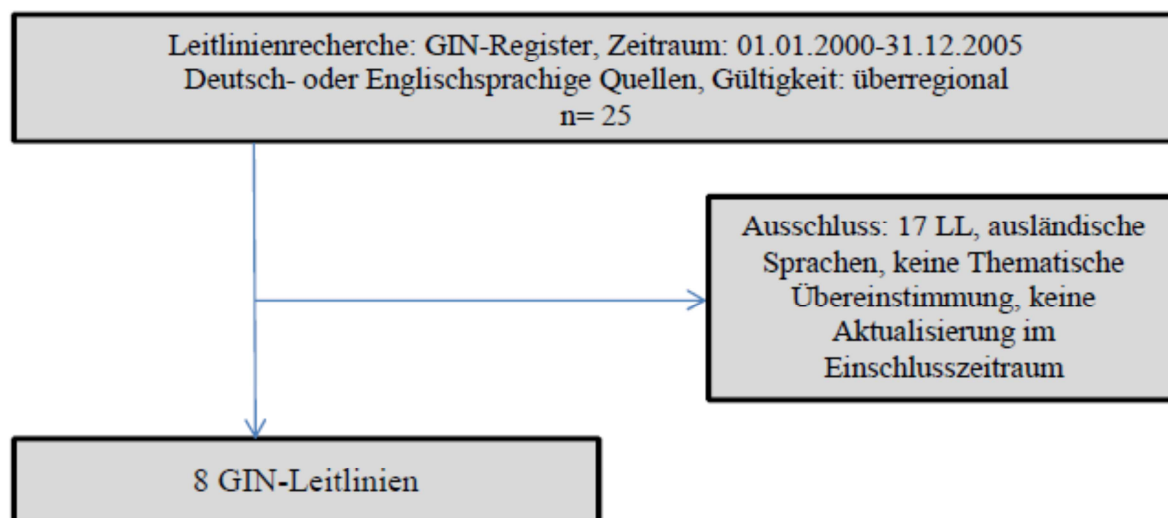 Leitlinienrecherche: GIN-Register, Zeitraum: 01.01.2000-31.12.2005
Deutsch- oder Englischsprachige Quellen, Gültigkeit: überregional
n= 25
Ausschluss: 17 LL, ausländische
Sprachen, keine Thematische
Übereinstimmung, keine
Aktualisierung im
Einschlusszeitraum
8 GIN-Leitlinien